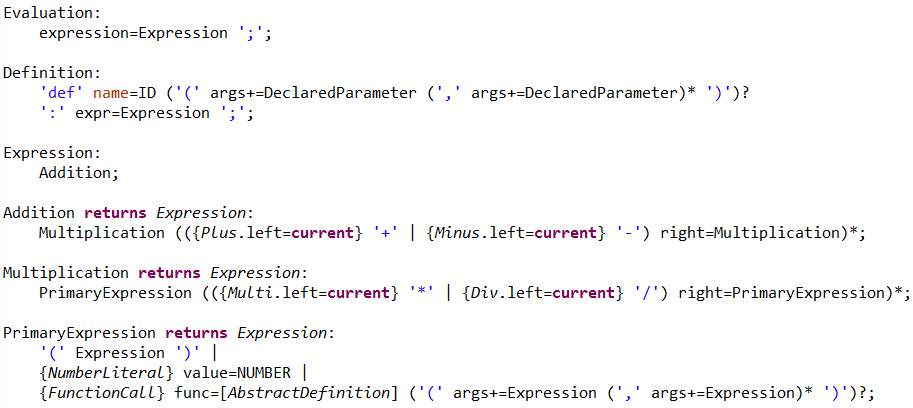 Evaluation:
    expression=Expression ';';

Definition:
    'def' name=ID ('(' args+=DeclaredParameter (',' args+=DeclaredParameter)* ')')?
    ':' expr=Expression ';';

Expression:
    Addition;

Addition returns Expression:
    Multiplication (({Plus.left=current} '+' | {Minus.left=current} '-') right=Multiplication)*;

Multiplication returns Expression:
    PrimaryExpression (({Multi.left=current} '*' | {Div.left=current} '/') right=PrimaryExpression)*;

PrimaryExpression returns Expression:
    '(' Expression ')' |
    {NumberLiteral} value=NUMBER |
    {FunctionCall} func=[AbstractDefinition] ('(' args+=Expression (',' args+=Expression)* ')')?;